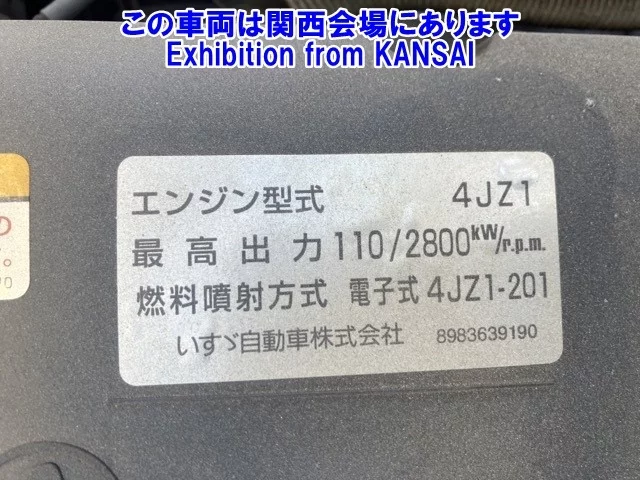 この車両は関西会場にあります
Exhibition from KANSAI
エンジン型式 4JZ1
最高出力 110/2800kW/r.p.m.
燃料噴射方式 電子式 4JZ1-201
いすゞ自動車株式会社 8983639190
の
。